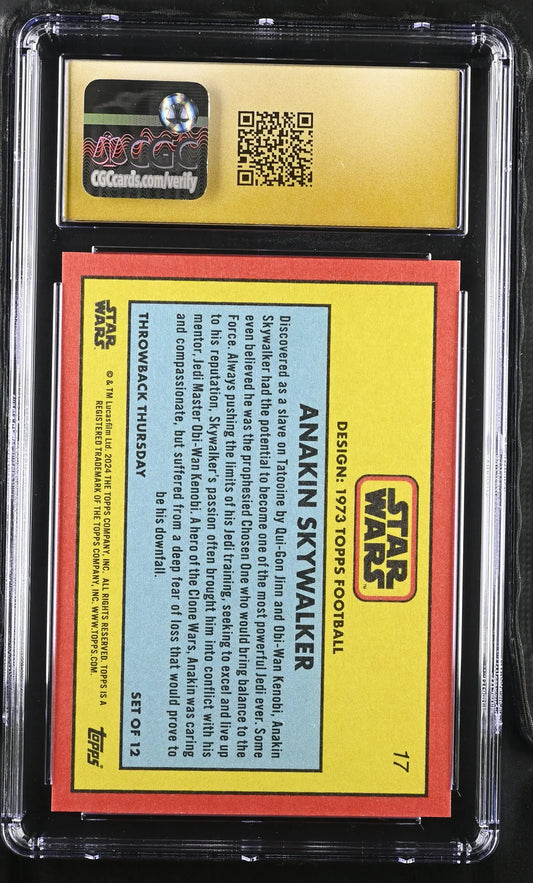 CGCcards.com/verify
17
STAR
WARS
DESIGN: 1973 TOPPS FOOTBALL
ANAKIN SKYWALKER
Discovered as a slave on Tatooine by Qui-Gon Jinn and Obi-Wan Kenobi, Anakin
Skywalker had the potential to become one of the most powerful Jedi ever. Some
even believed he was the prophesied Chosen One who would bring balance to the
Force. Always pushing the limits of his Jedi training, seeking to excel and live up
to his reputation, Skywalker's passion often brought him into conflict with his
mentor, Jedi Master Obi-Wan Kenobi. A hero of the Clone Wars, Anakin was caring
and compassionate, but suffered from a deep fear of loss that would prove to
be his downfall.
THROWBACK THURSDAY
SET OF 12
STAR
WARS
© & TM Lucasfilm Ltd. 2024 THE TOPPS COMPANY, INC. ALL RIGHTS RESERVED. TOPPS IS A
REGISTERED TRADEMARK OF THE TOPPS COMPANY, INC. WWW.TOPPS.COM.
topps